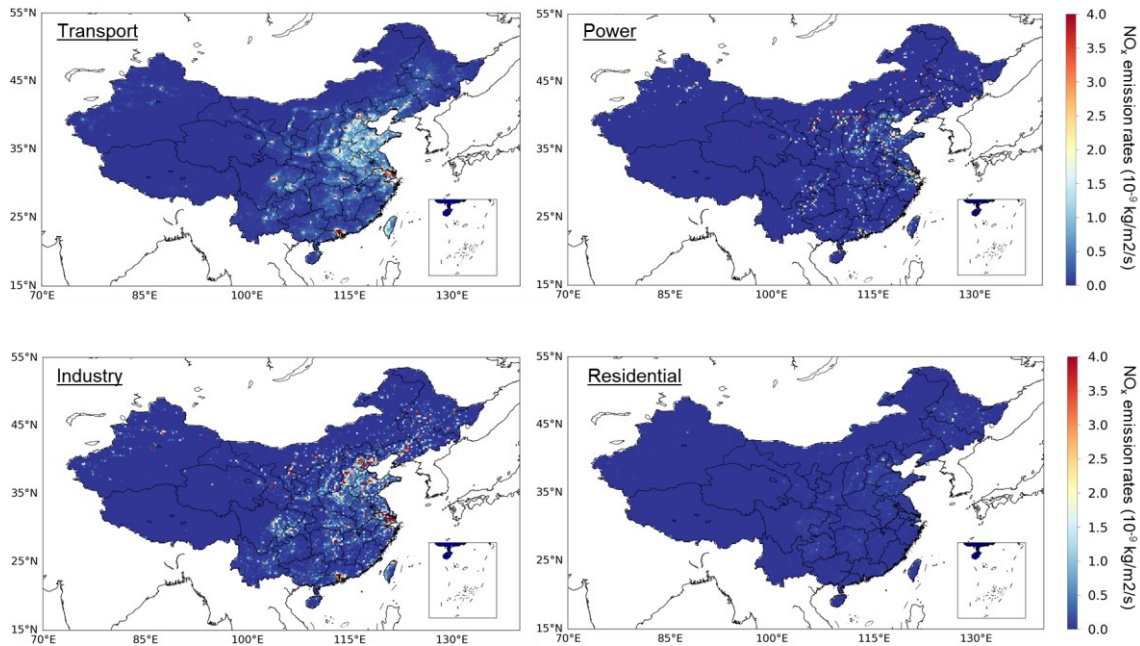 Transport
55°N
45°N
35°N
25°N
15°N
70°E
85°E
100°E
115°E
130°E
Power
55°N
45°N
35°N
25°N
15°N
70°E
85°E
100°E
115°E
130°E
4.0
3.5
3.0
2.5
2.0
1.5
1.0
0.5
0.0
NOx emission rates (10-9 kg/m2/s)
Industry
55°N
45°N
35°N
25°N
15°N
70°E
85°E
100°E
115°E
130°E
Residential
55°N
45°N
35°N
25°N
15°N
70°E
85°E
100°E
115°E
130°E
4.0
3.5
3.0
2.5
2.0
1.5
1.0
0.5
0.0
NOx emission rates (10-9 kg/m2/s)